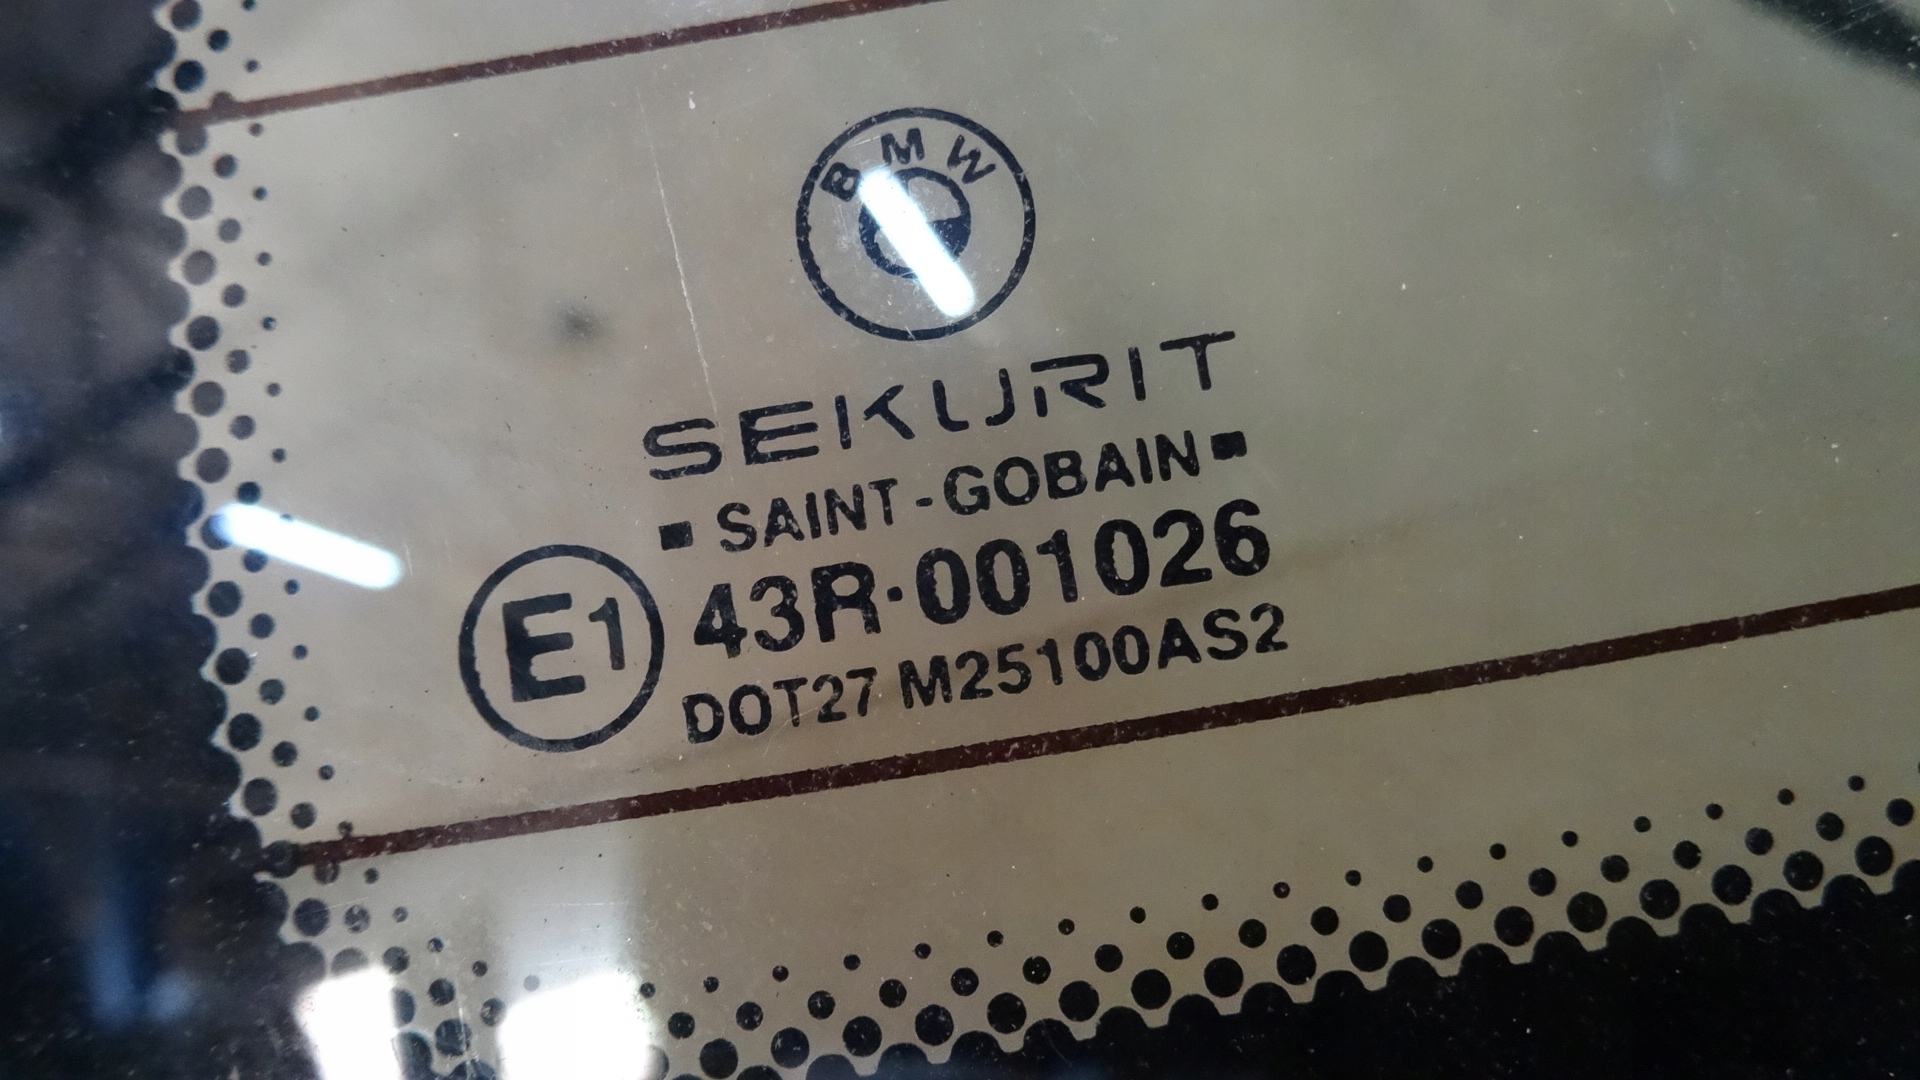 BMW
SEKURIT
▪ SAINT-GOBAIN ▪
E1 43R·001026
DOT27 M25100AS2